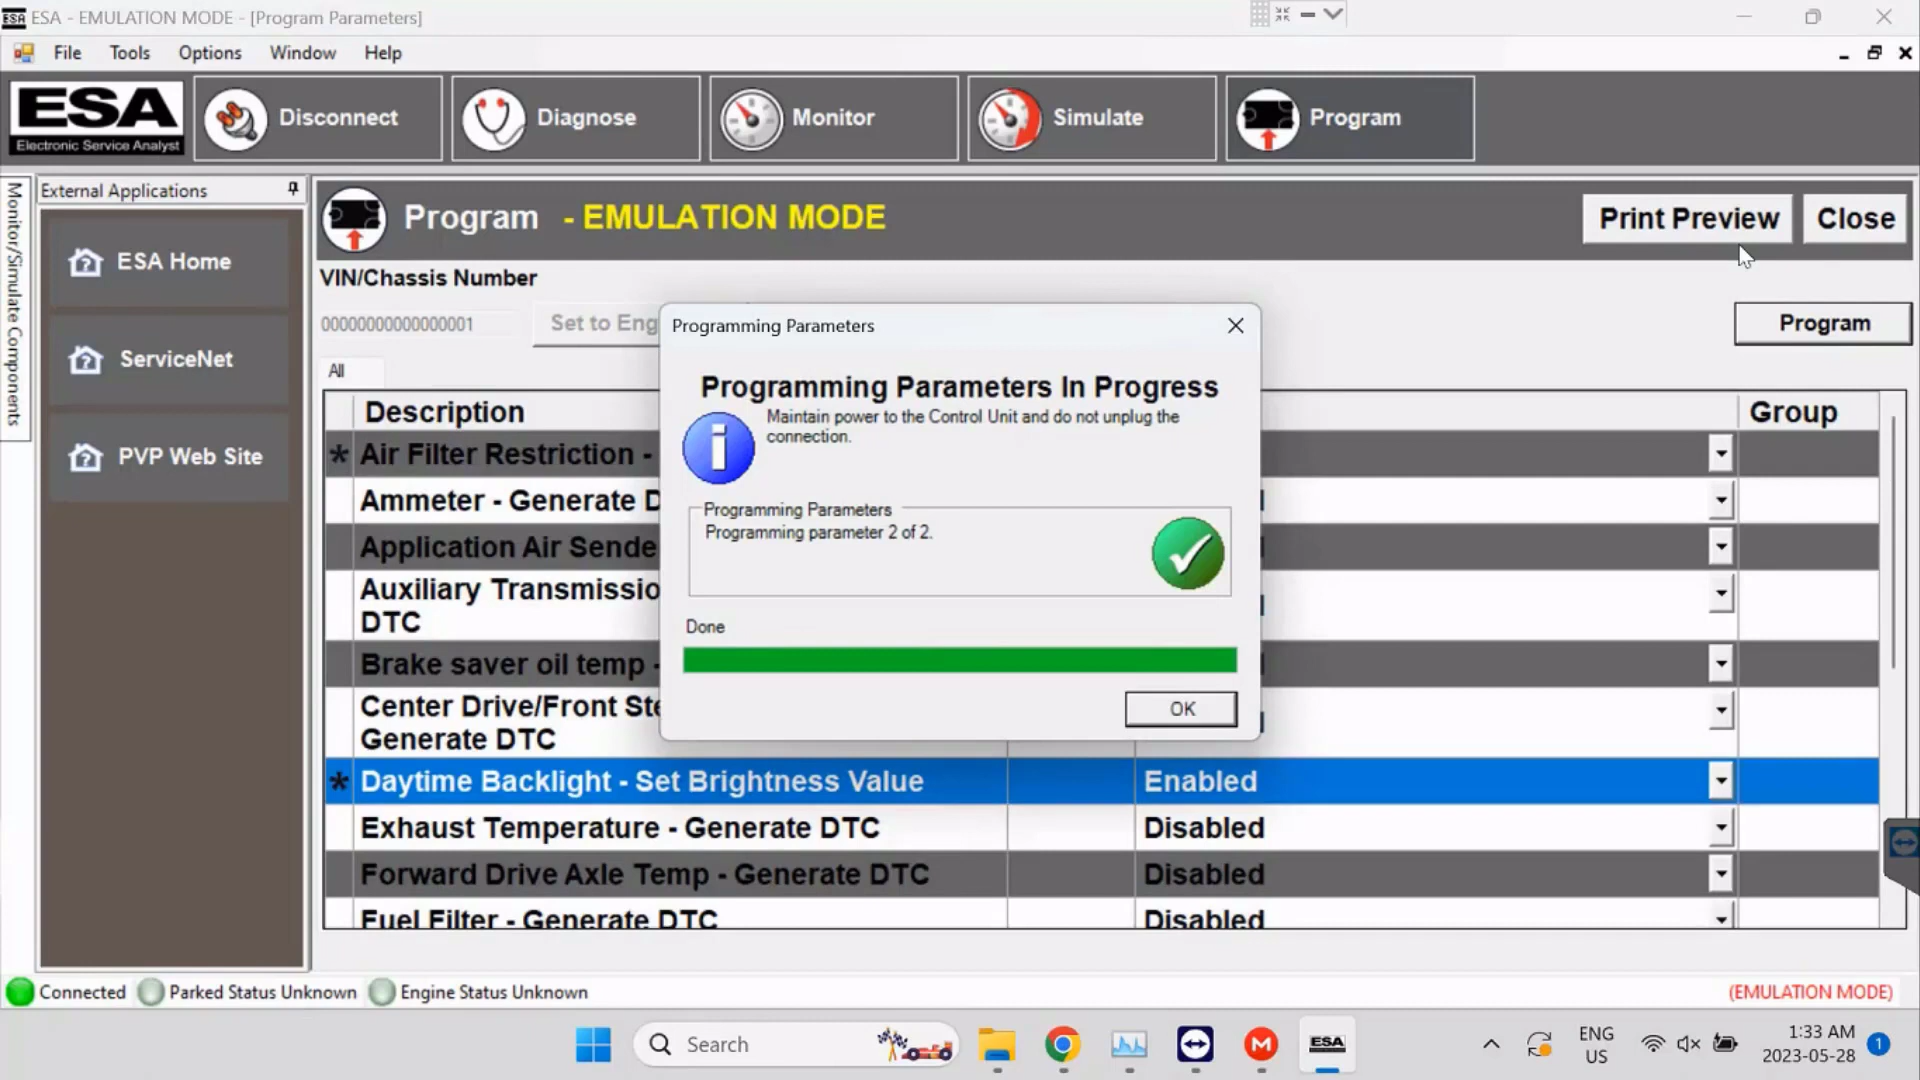 ESA - EMULATION MODE - [Program Parameters]
File Tools Options Window Help
ESA
Electronic Service Analyst
Disconnect
Diagnose
Monitor
Simulate
Program
Monitor/Simulate Components
External Applications
ESA Home
ServiceNet
PVP Web Site
Program - EMULATION MODE
Print Preview
Close
VIN/Chassis Number
00000000000000001
Set to Eng
Program
All
Description
Group
* Air Filter Restriction -
Ammeter - Generate D
Application Air Sende
Auxiliary Transmissio
DTC
Brake saver oil temp -
Center Drive/Front Ste
Generate DTC
* Daytime Backlight - Set Brightness Value Enabled
Exhaust Temperature - Generate DTC Disabled
Forward Drive Axle Temp - Generate DTC Disabled
Fuel Filter - Generate DTC Disabled
Programming Parameters
Programming Parameters In Progress
Maintain power to the Control Unit and do not unplug the
connection.
Programming Parameters
Programming parameter 2 of 2.
Done
OK
Connected Parked Status Unknown Engine Status Unknown
(EMULATION MODE)
Search
ESA
ENG
US
1:33 AM
2023-05-28
1